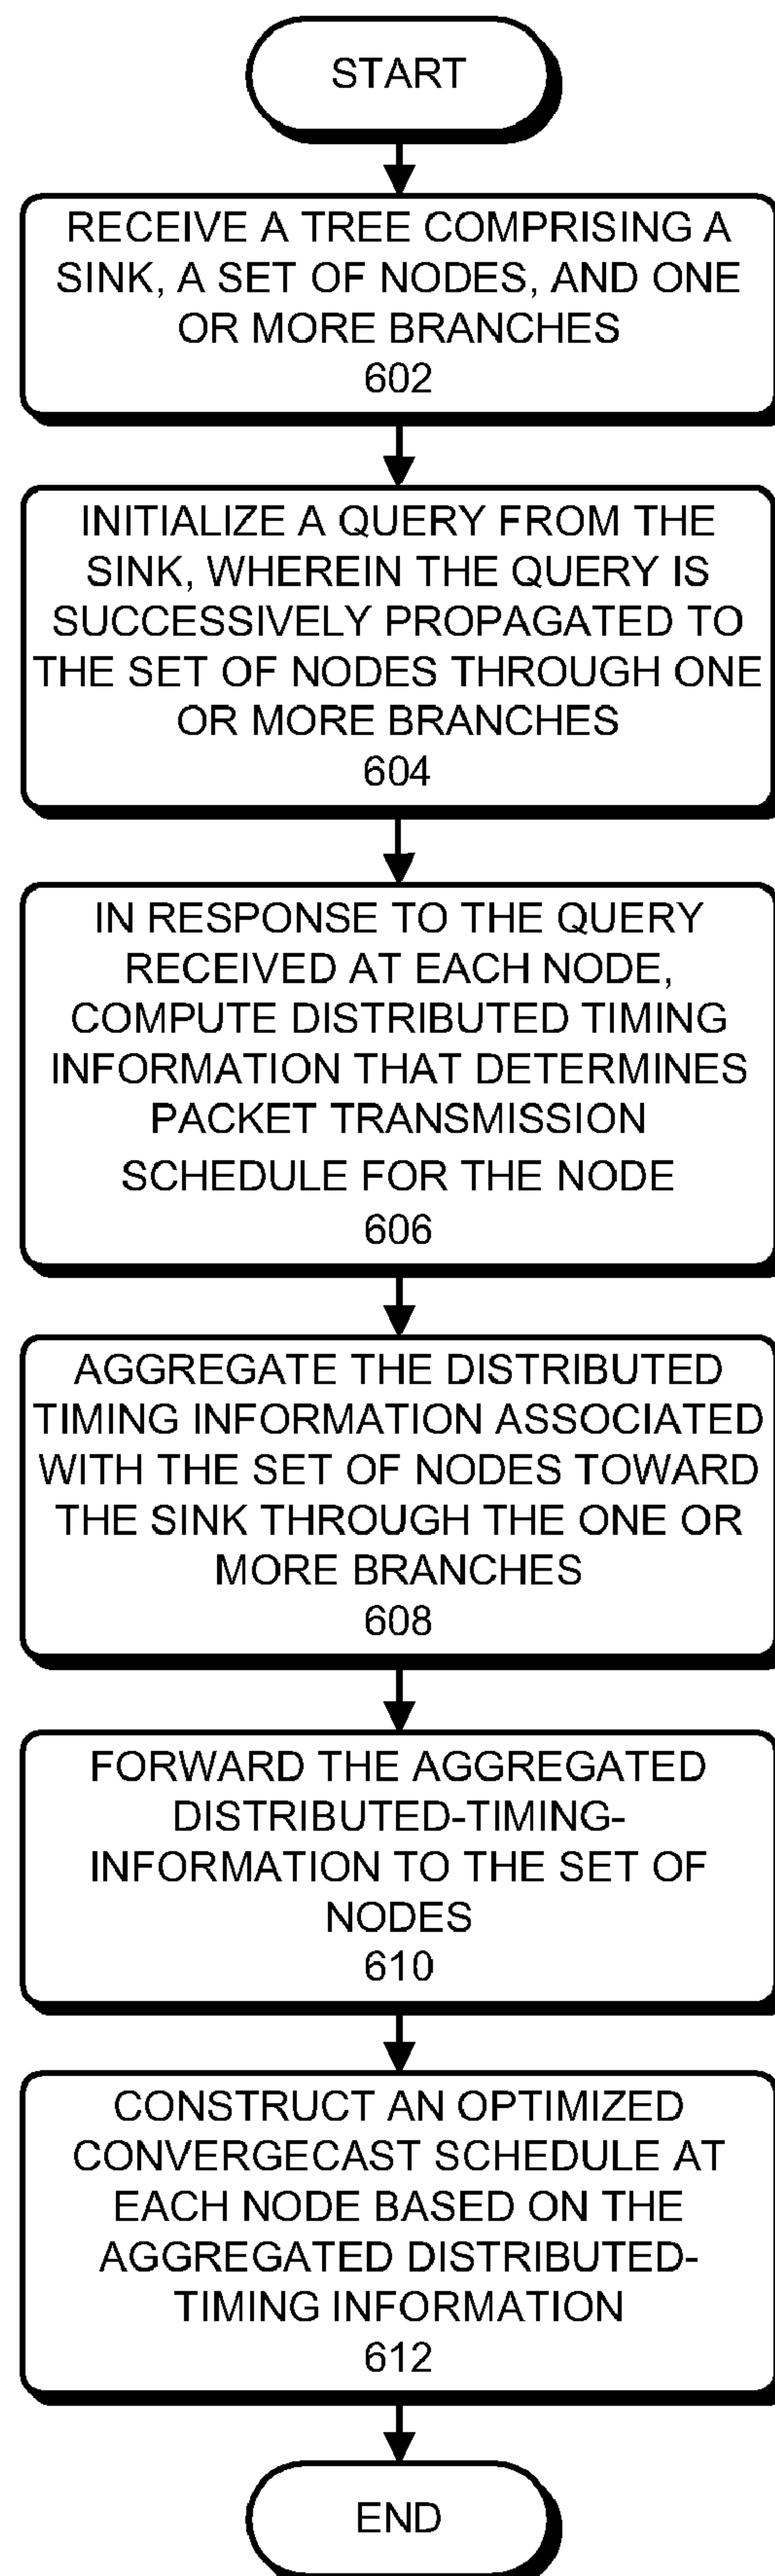 START
RECEIVE A TREE COMPRISING A
SINK, A SET OF NODES, AND ONE
OR MORE BRANCHES
602
INITIALIZE A QUERY FROM THE
SINK, WHEREIN THE QUERY IS
SUCCESSIVELY PROPAGATED TO
THE SET OF NODES THROUGH ONE
OR MORE BRANCHES
604
IN RESPONSE TO THE QUERY
RECEIVED AT EACH NODE,
COMPUTE DISTRIBUTED TIMING
INFORMATION THAT DETERMINES
PACKET TRANSMISSION
SCHEDULE FOR THE NODE
606
AGGREGATE THE DISTRIBUTED
TIMING INFORMATION ASSOCIATED
WITH THE SET OF NODES TOWARD
THE SINK THROUGH THE ONE OR
MORE BRANCHES
608
FORWARD THE AGGREGATED
DISTRIBUTED-TIMING-
INFORMATION TO THE SET OF
NODES
610
CONSTRUCT AN OPTIMIZED
CONVERGECAST SCHEDULE AT
EACH NODE BASED ON THE
AGGREGATED DISTRIBUTED-
TIMING INFORMATION
612
END